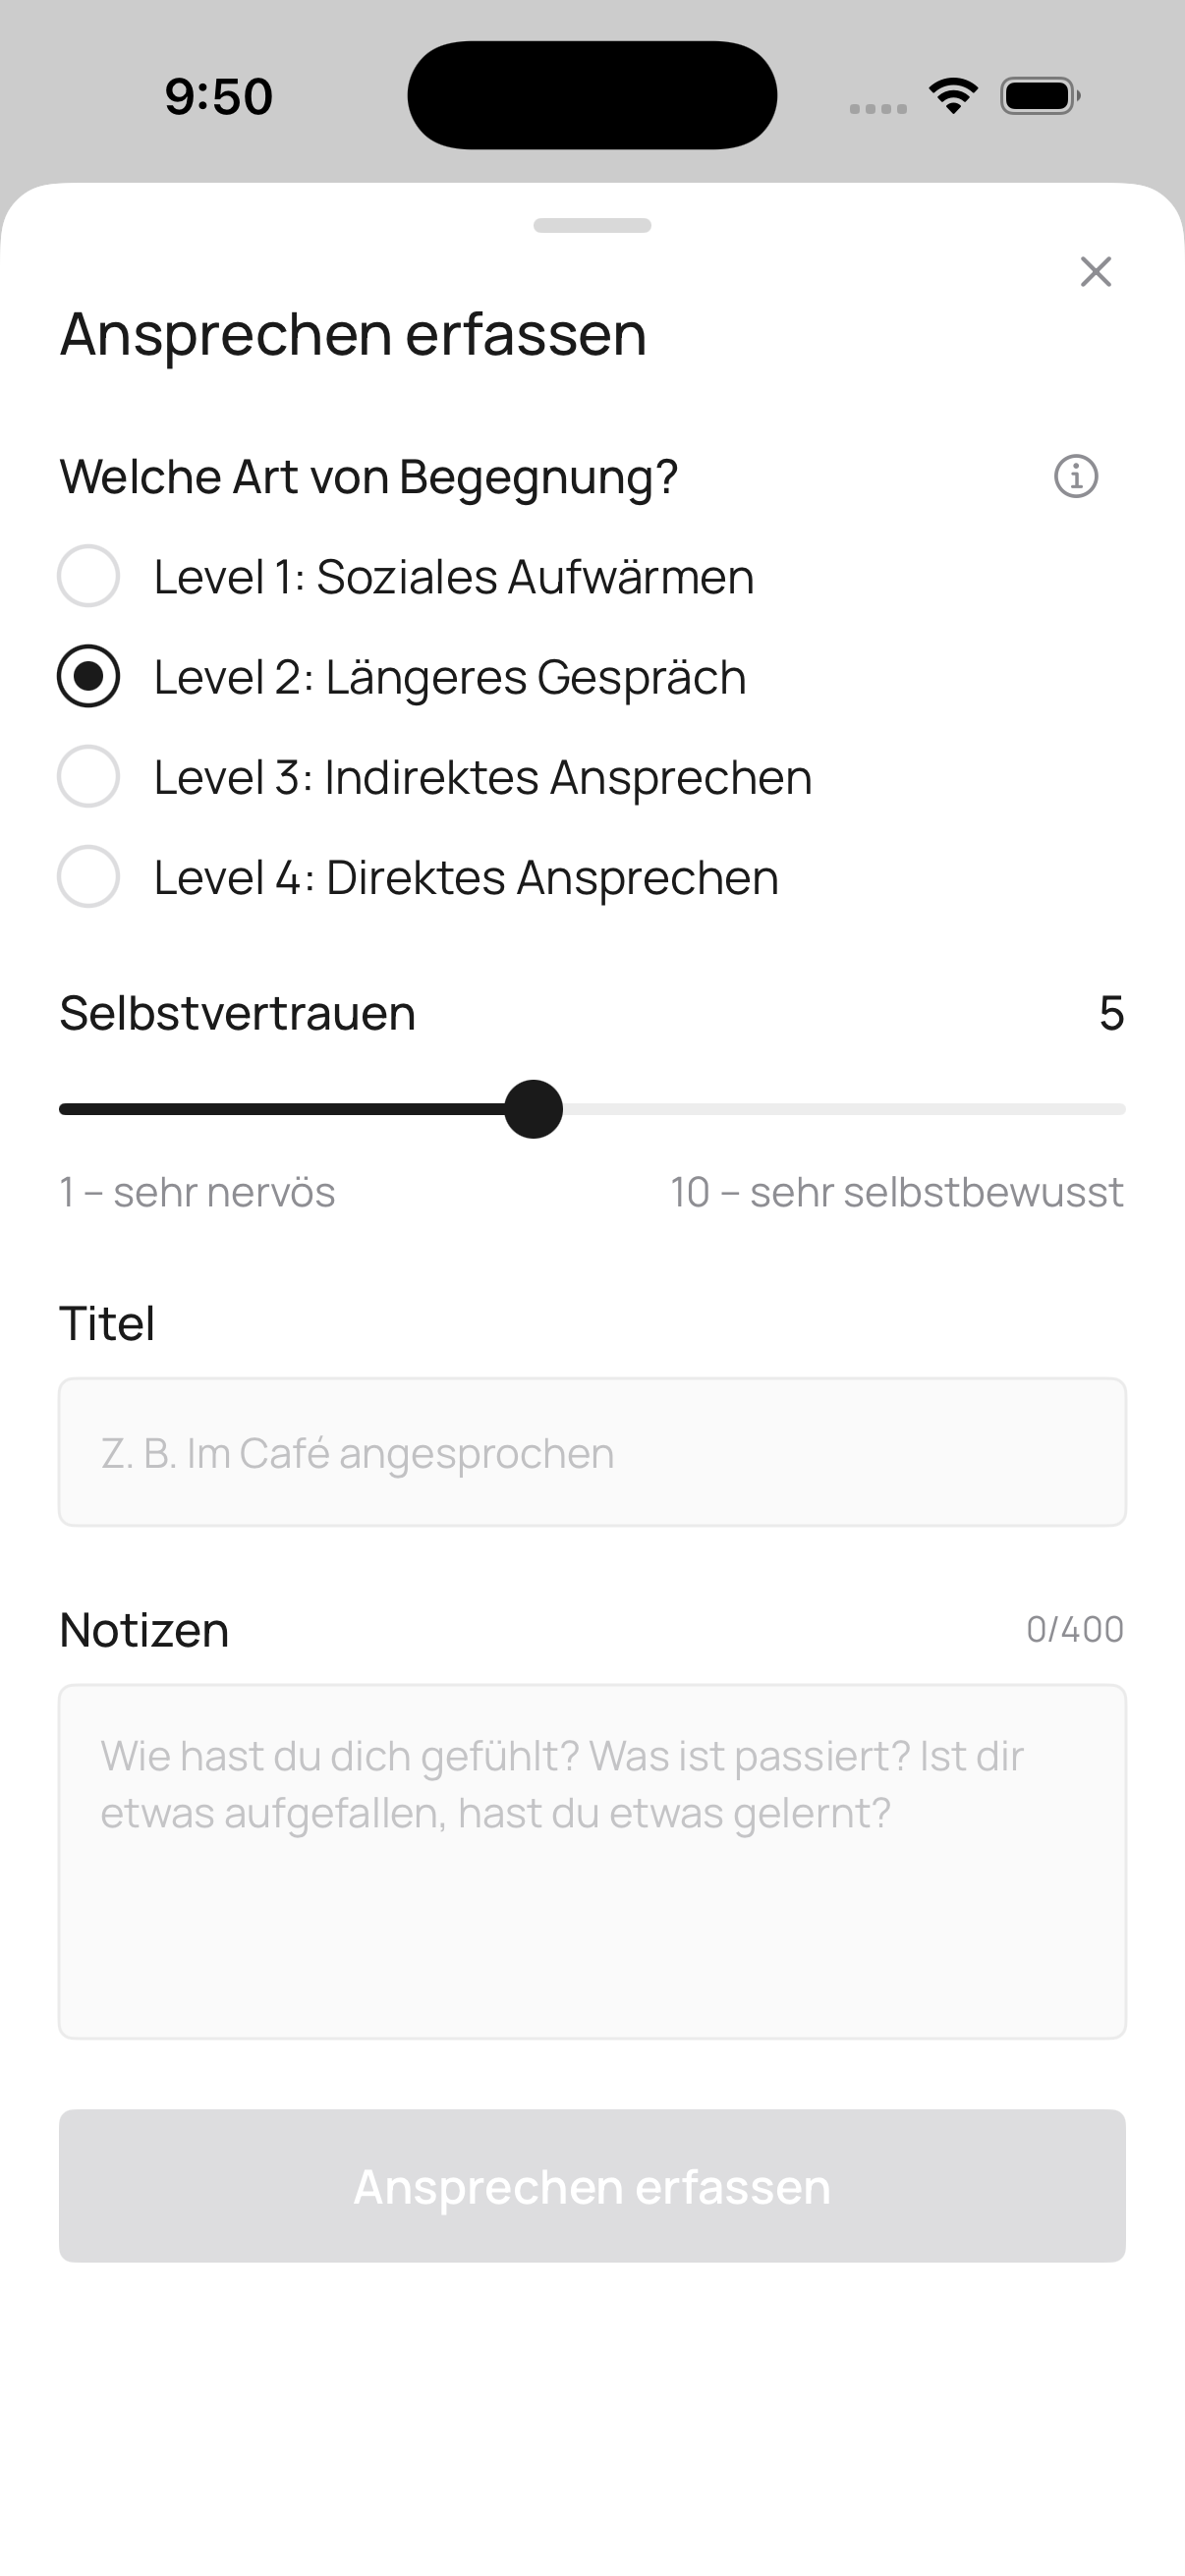 9:50
Ansprechen erfassen
Welche Art von Begegnung?
Level 1: Soziales Aufwärmen
Level 2: Längeres Gespräch
Level 3: Indirektes Ansprechen
Level 4: Direktes Ansprechen
Selbstvertrauen 5
1 – sehr nervös 10 – sehr selbstbewusst
Titel
Z. B. Im Café angesprochen
Notizen 0/400
Wie hast du dich gefühlt? Was ist passiert? Ist dir
etwas aufgefallen, hast du etwas gelernt?
Ansprechen erfassen